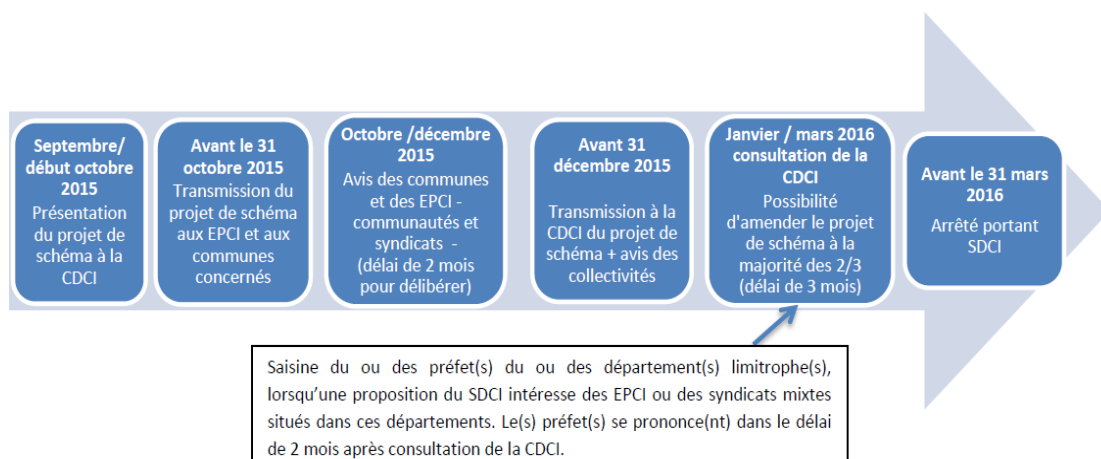 Septembre/
début octobre
2015
Présentation
du projet de
schéma à la
CDCI
Avant le 31
octobre 2015
Transmission du
projet de schéma
aux EPCI et aux
communes
concernés
Octobre /décembre
2015
Avis des communes
et des EPCI -
communautés et
syndicats -
(délai de 2 mois
pour délibérer)
Avant 31
décembre 2015
Transmission à la
CDCI du projet de
schéma + avis des
collectivités
Janvier / mars 2016
consultation de la
CDCI
Possibilité
d'amender le projet
de schéma à la
majorité des 2/3
(délai de 3 mois)
Avant le 31 mars
2016
Arrêté portant
SDCI
Saisine du ou des préfet(s) du ou des département(s) limitrophe(s),
lorsqu’une proposition du SDCI intéresse des EPCI ou des syndicats mixtes
situés dans ces départements. Le(s) préfet(s) se prononce(nt) dans le délai
de 2 mois après consultation de la CDCI.